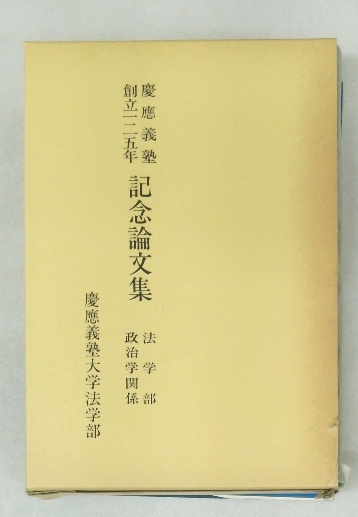 慶應義塾
創立一二五年
記念論文集
法学部
政治学関係
慶應義塾大学法学部